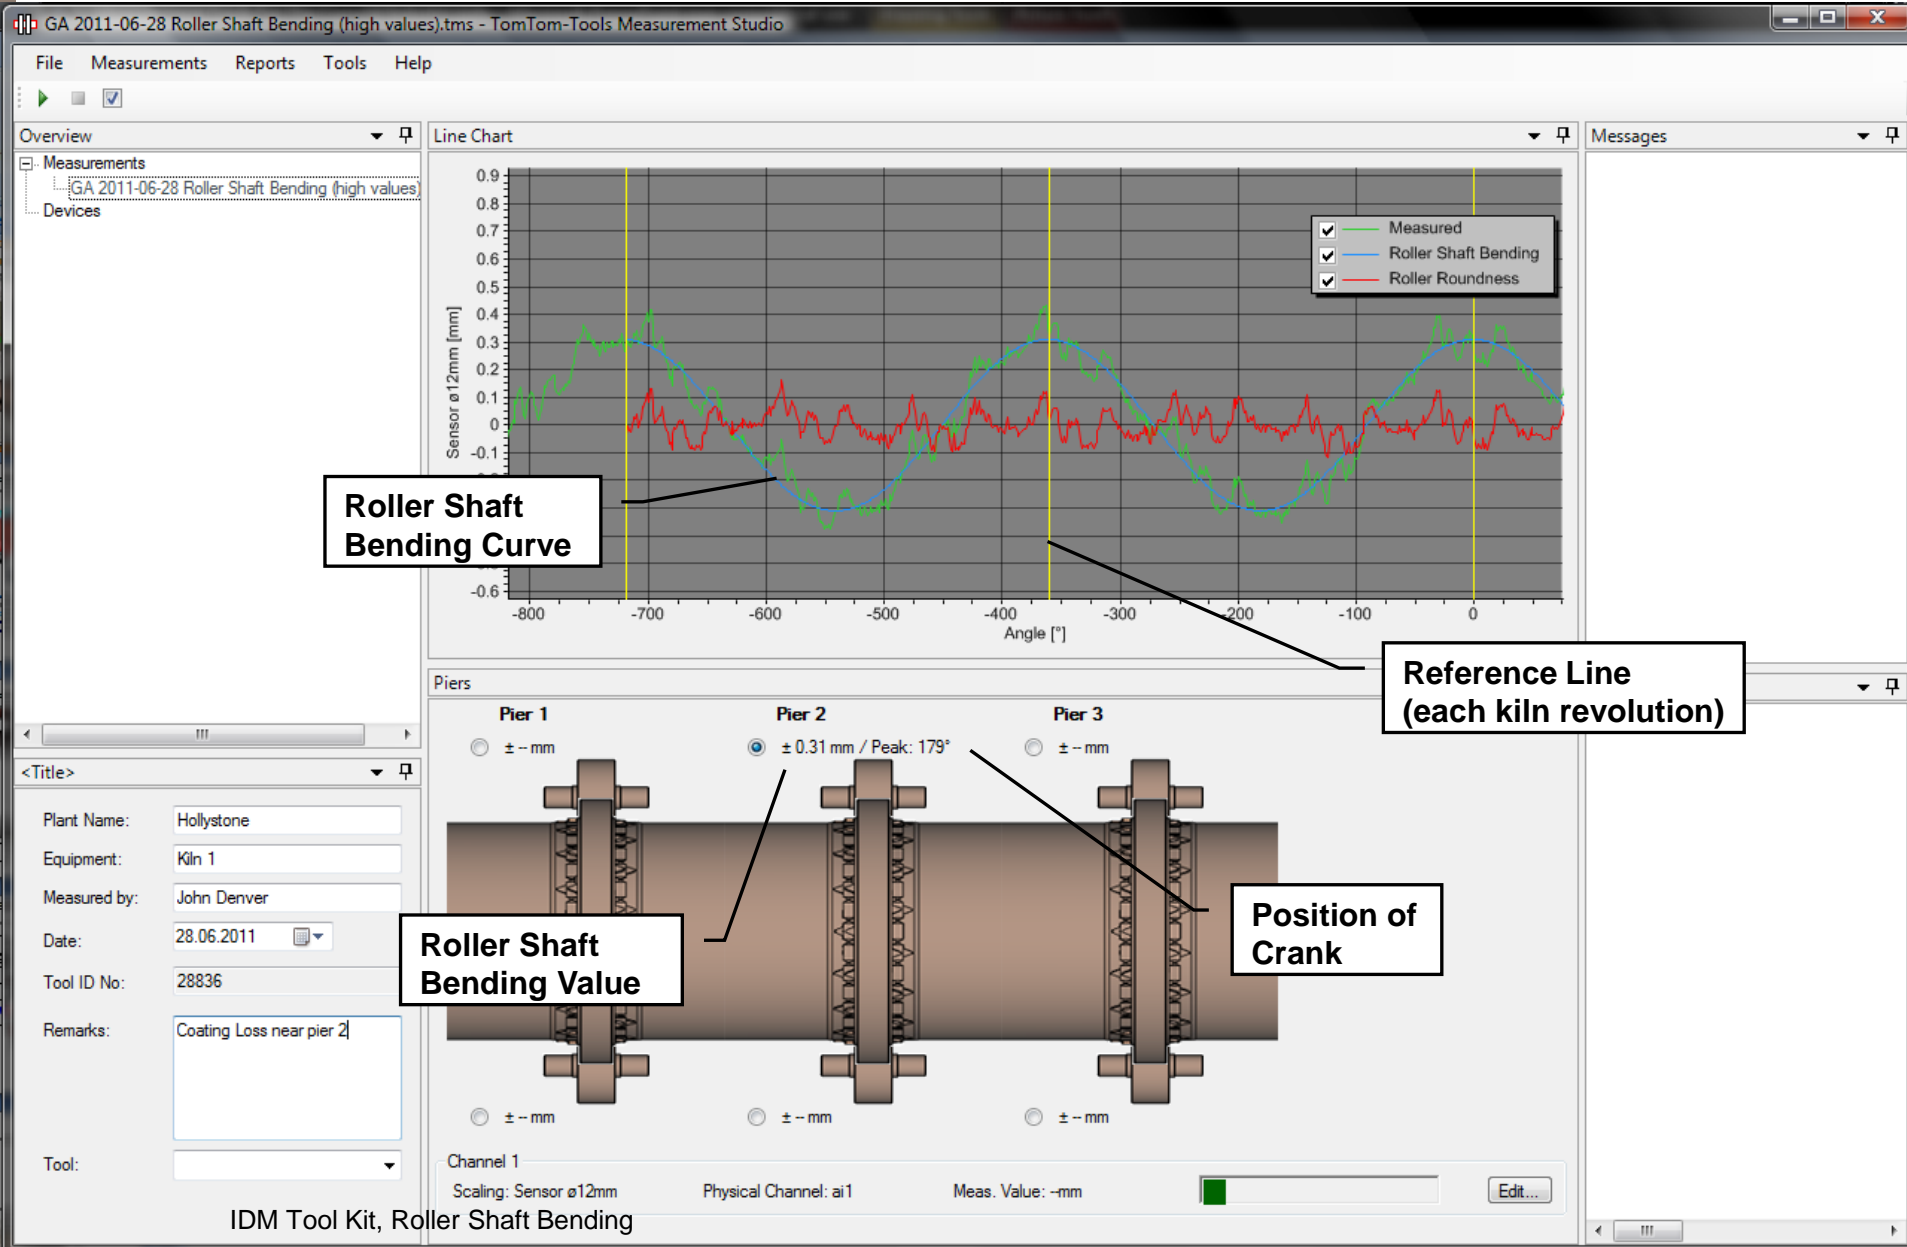 GA 2011-06-28 Roller Shaft Bending (high values).tms - TomTom-Tools Measurement Studio
File Measurements Reports Tools Help
Overview
Measurements
GA 2011-06-28 Roller Shaft Bending (high values)
Devices
Line Chart
Sensor ø12mm [mm]
0.9
0.8
0.7
0.6
0.5
0.4
0.3
0.2
0.1
0
-0.1
-0.6
-800 -700 -600 -500 -400 -300 -200 -100 0
Angle [°]
Measured
Roller Shaft Bending
Roller Roundness
Messages
Roller Shaft
Bending Curve
Reference Line
(each kiln revolution)
Piers
Pier 1 Pier 2 Pier 3
± -- mm ± 0.31 mm / Peak: 179° ± -- mm
Roller Shaft
Bending Value
Position of
Crank
± -- mm ± -- mm ± -- mm
<Title>
Plant Name: Hollystone
Equipment: Kiln 1
Measured by: John Denver
Date: 28.06.2011
Tool ID No: 28836
Remarks: Coating Loss near pier 2
Tool:
Channel 1
Scaling: Sensor ø12mm Physical Channel: ai1 Meas. Value: --mm Edit...
IDM Tool Kit, Roller Shaft Bending